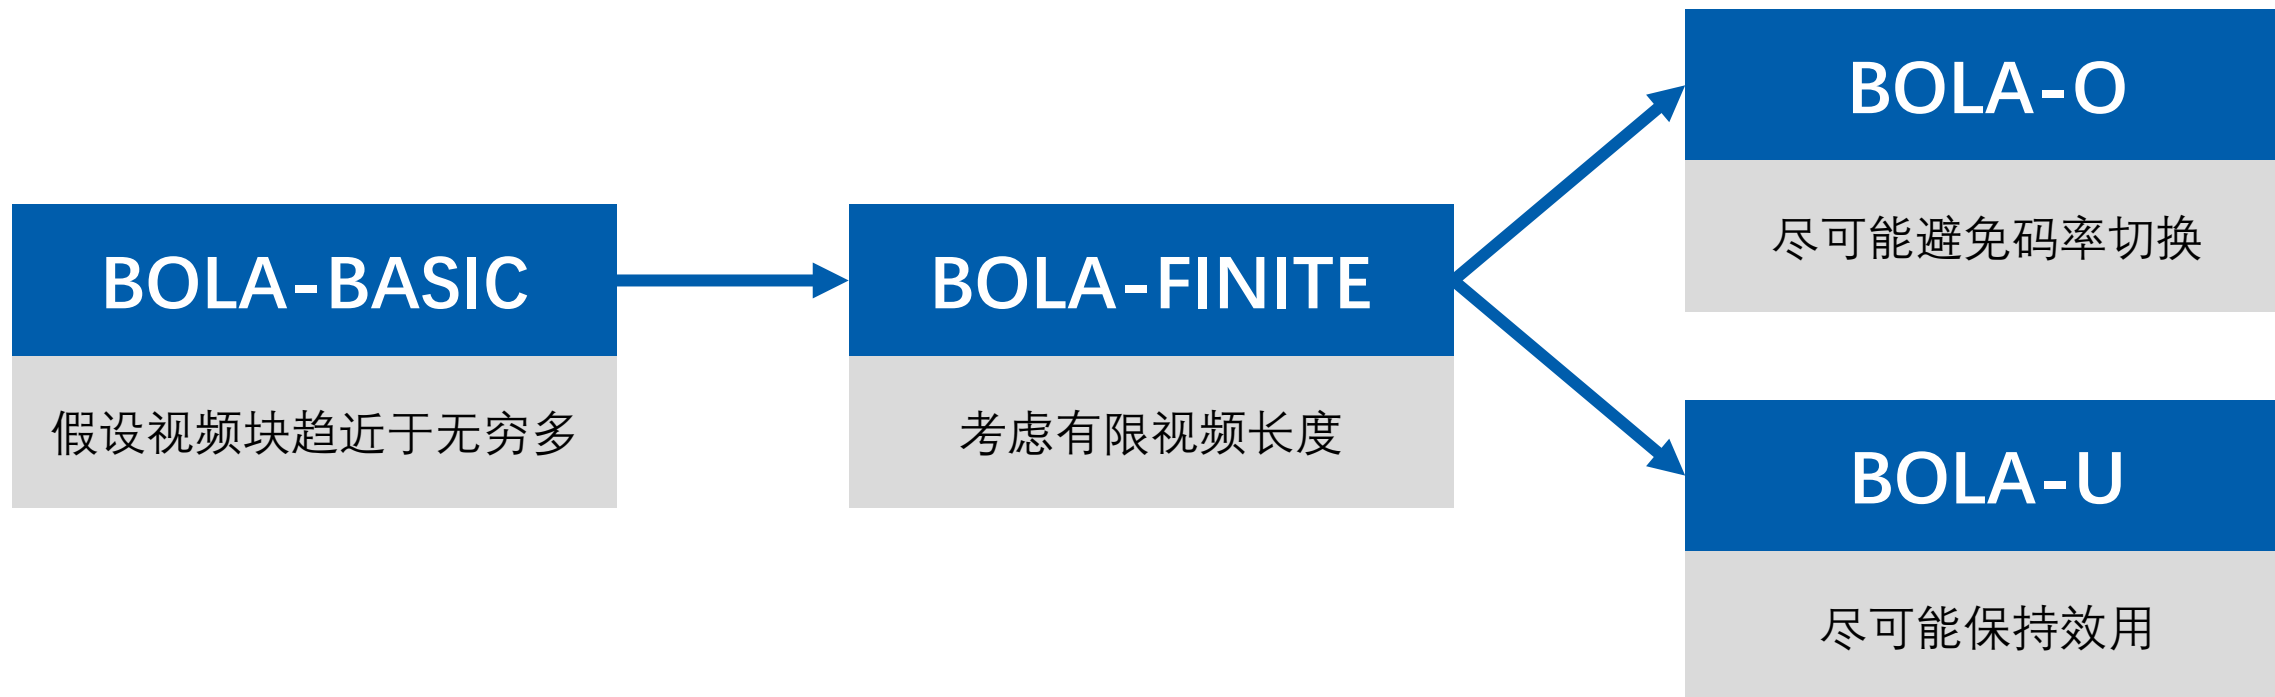 BOLA-BASIC
假设视频块趋近于无穷多
BOLA-FINITE
考虑有限视频长度
BOLA-O
尽可能避免码率切换
BOLA-U
尽可能保持效用